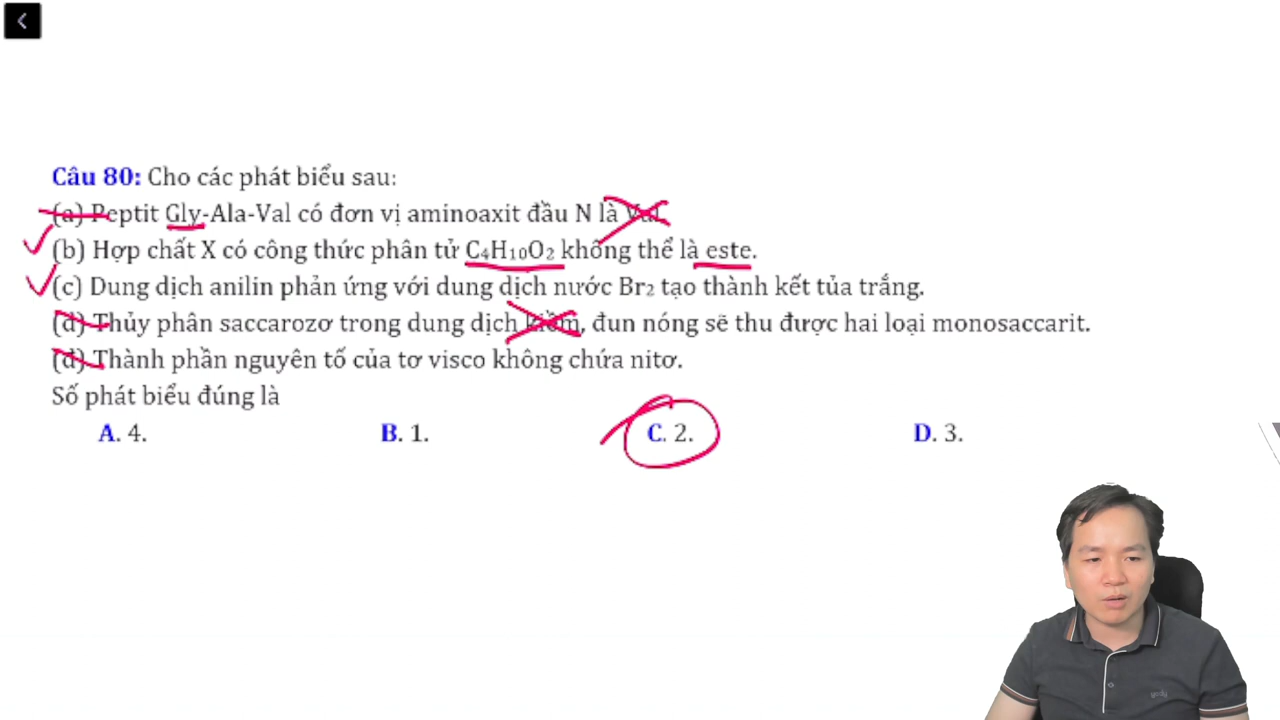 Câu 80: Cho các phát biểu sau:
(a) Peptit Gly-Ala-Val có đơn vị aminoaxit đầu N là Val.
(b) Hợp chất X có công thức phân tử C₄H₁₀O₂ không thể là este.
(c) Dung dịch anilin phản ứng với dung dịch nước Br₂ tạo thành kết tủa trắng.
(d) Thủy phân saccarozơ trong dung dịch kiềm, đun nóng sẽ thu được hai loại monosaccarit.
(đ) Thành phần nguyên tố của tơ visco không chứa nitơ.
Số phát biểu đúng là
A. 4. B. 1. C. 2. D. 3.
yody